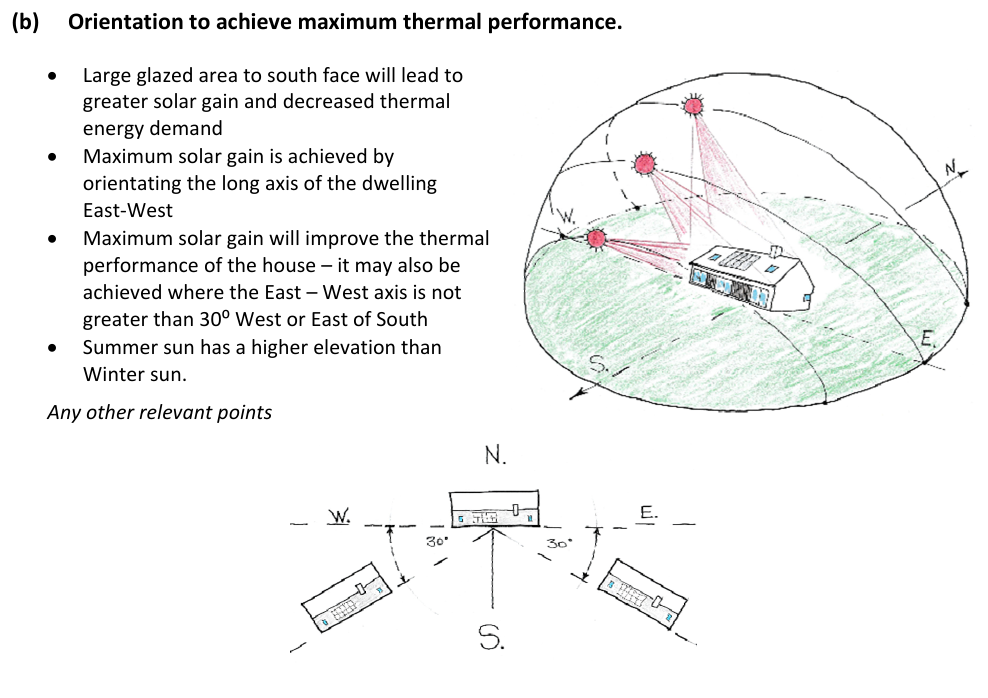 (b) Orientation to achieve maximum thermal performance.
• Large glazed area to south face will lead to
greater solar gain and decreased thermal
energy demand
• Maximum solar gain is achieved by
orientating the long axis of the dwelling
East-West
• Maximum solar gain will improve the thermal
performance of the house – it may also be
achieved where the East – West axis is not
greater than 30⁰ West or East of South
• Summer sun has a higher elevation than
Winter sun.
Any other relevant points
N.
W.
E.
S.
N.
W.
E.
30°
30°
S.